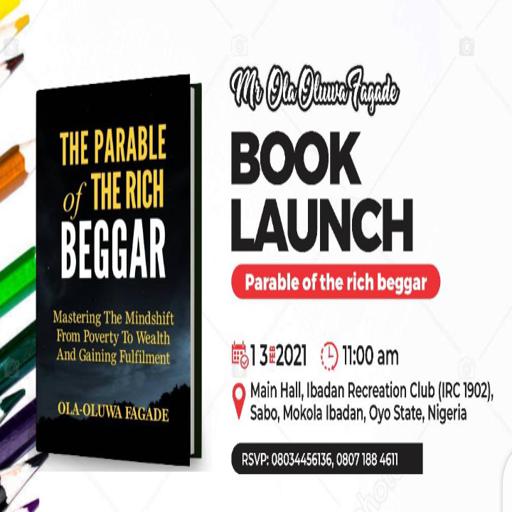 THE PARABLE
of THE RICH
BEGGAR
Mastering The Mindshift
From Poverty To Wealth
And Gaining Fulfilment
OLA-OLUWA FAGADE
Mr Ola Oluwa Fagade
BOOK
LAUNCH
Parable of the rich beggar
13 FEB 2021 11:00 am
Main Hall, Ibadan Recreation Club (IRC 1902),
Sabo, Mokola Ibadan, Oyo State, Nigeria
RSVP: 08034456136, 0807 188 4611